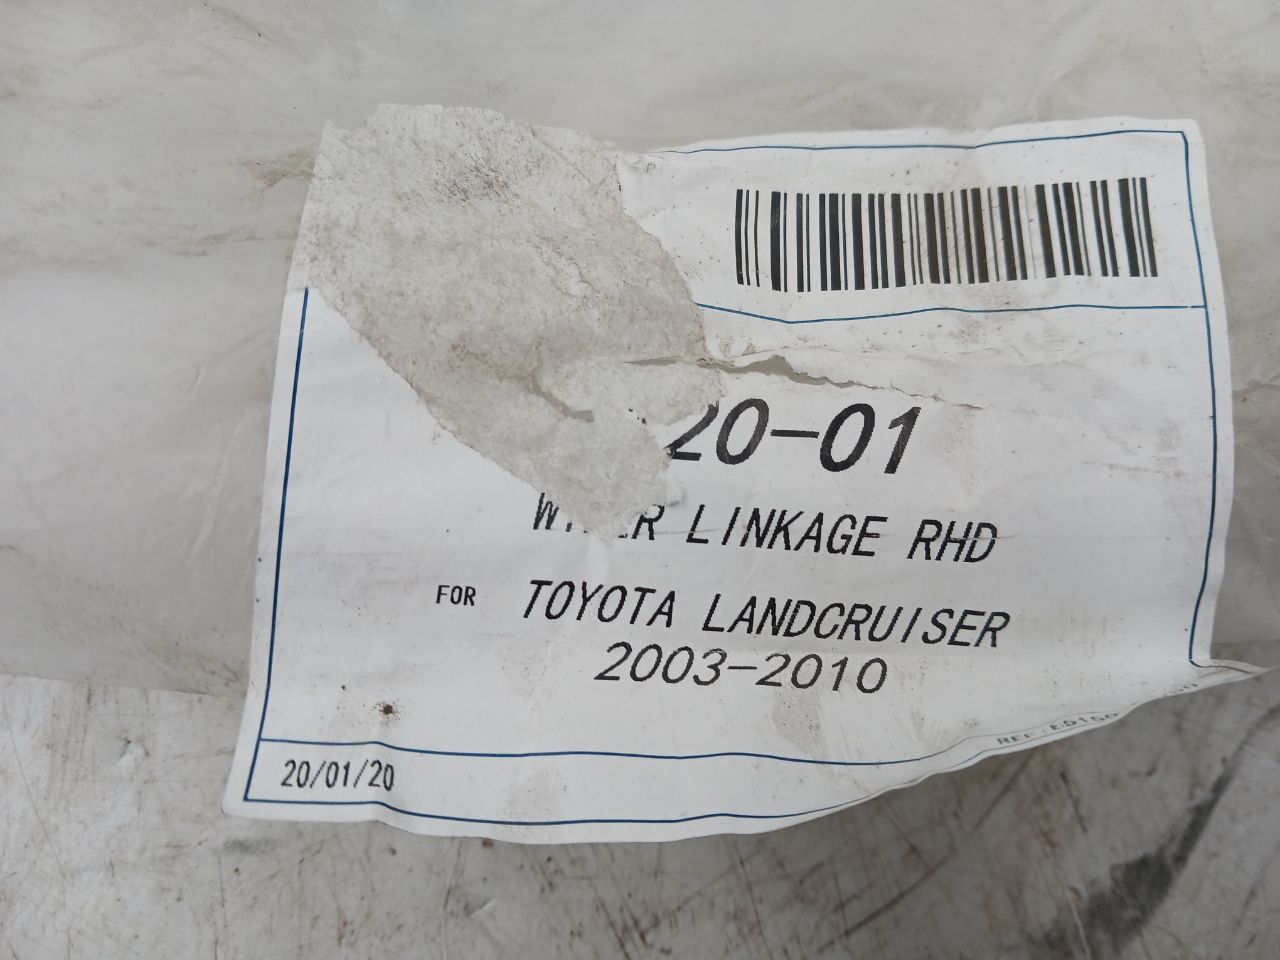 20-01
LINKAGE RHD
FOR TOYOTA LANDCRUISER
2003-2010
20/01/20